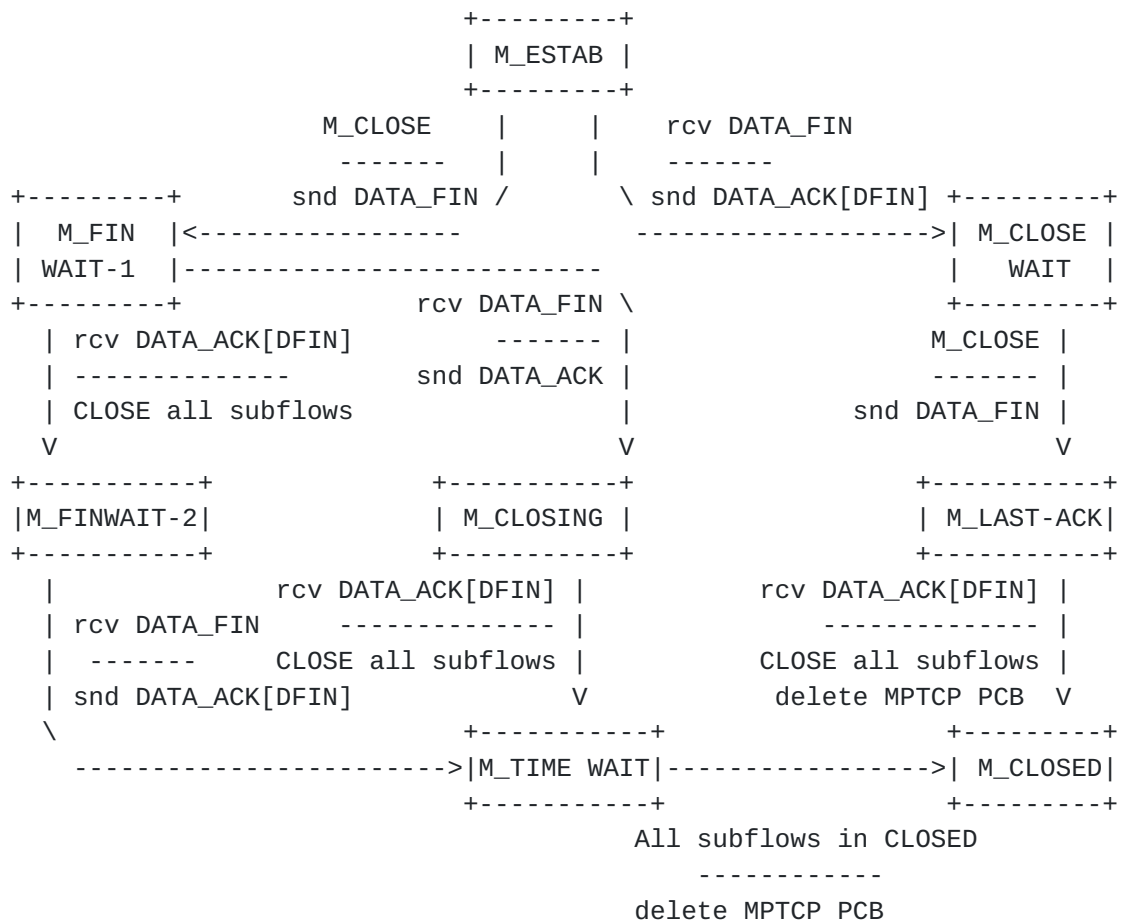 +---------+
                             | M_ESTAB |
                             +---------+
                    M_CLOSE    |     |    rcv DATA_FIN
                     -------   |     |    -------
+---------+       snd DATA_FIN /       \ snd DATA_ACK[DFIN] +---------+
|  M_FIN  |<-----------------           ------------------->| M_CLOSE |
| WAIT-1  |---------------------------                      |   WAIT  |
+---------+               rcv DATA_FIN \                    +---------+
  | rcv DATA_ACK[DFIN]         ------- |                   M_CLOSE |
  | --------------        snd DATA_ACK |                   ------- |
  | CLOSE all subflows                 |              snd DATA_FIN |
  V                                    V                           V
+-----------+              +-----------+                  +-----------+
|M_FINWAIT-2|              | M_CLOSING |                  | M_LAST-ACK|
+-----------+              +-----------+                  +-----------+
  |              rcv DATA_ACK[DFIN] |           rcv DATA_ACK[DFIN] |
  | rcv DATA_FIN     -------------- |               -------------- |
  |  -------     CLOSE all subflows |           CLOSE all subflows |
  | snd DATA_ACK[DFIN]              V            delete MPTCP PCB  V
  \                          +-----------+                  +---------+
    ------------------------>|M_TIME WAIT|----------------->| M_CLOSED|
                             +-----------+                  +---------+
                                        All subflows in CLOSED
                                            ------------
                                        delete MPTCP PCB